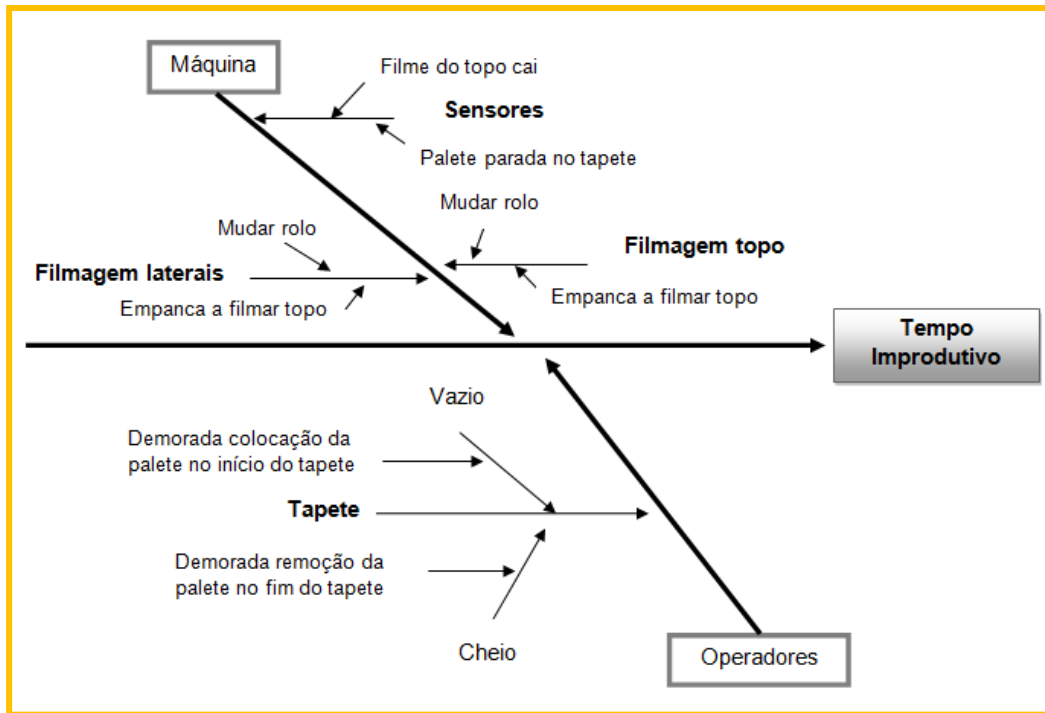 Máquina
Filme do topo cai
Sensores
Palete parada no tapete
Mudar rolo
Mudar rolo
Filmagem topo
Filmagem laterais
Empanca a filmar topo
Empanca a filmar topo
Tempo
Improdutivo
Vazio
Demorada colocação da
palete no início do tapete
Tapete
Demorada remoção da
palete no fim do tapete
Cheio
Operadores